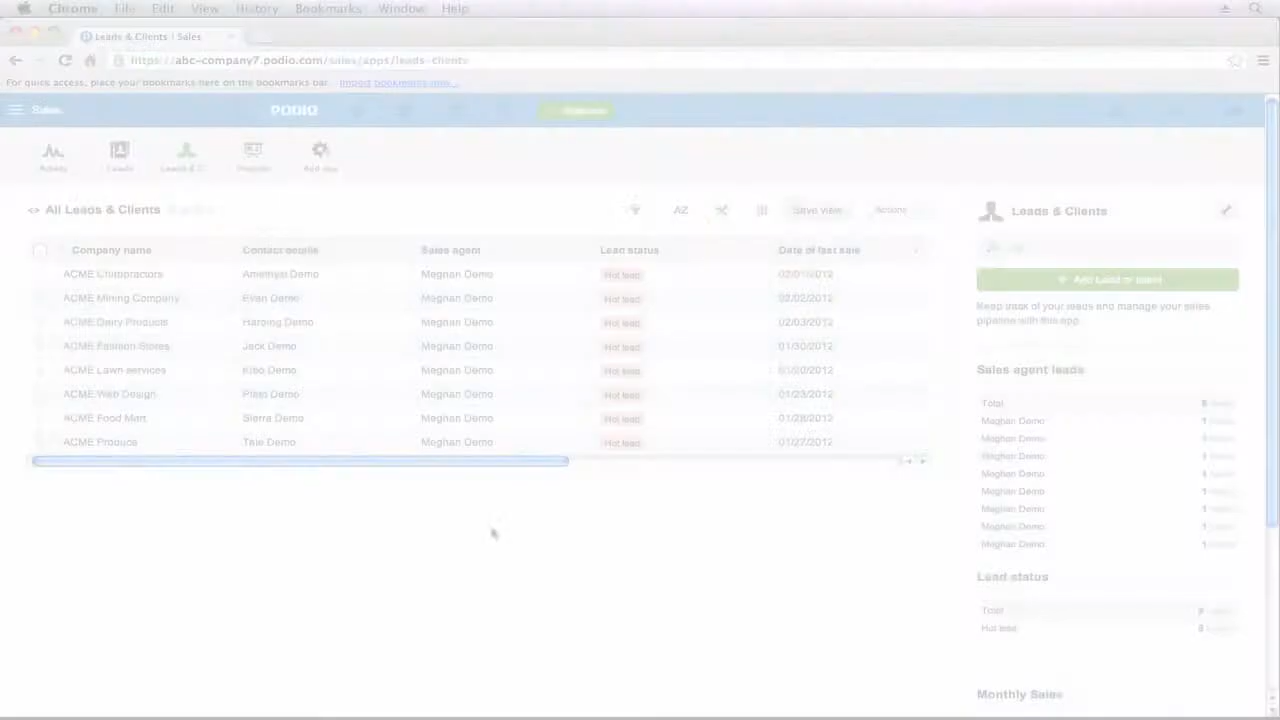 Chrome File Edit View History Bookmarks Window Help
Leads & Clients | Sales
https://abc-company7.podio.com/sales/apps/leads-clients
For quick access, place your bookmarks here on the bookmarks bar. Import bookmarks now...
Sales PODIO
Activity Leads Leads & C... Add app
<> All Leads & Clients AZ Save view Actions
Leads & Clients
Company name Contact details Sales agent Lead status Date of last sale
ACME Chiropractors Amethyst Demo Meghan Demo Hot lead 02/01/2012
ACME Mining Company Evan Demo Meghan Demo Hot lead 02/02/2012
ACME Dairy Products Harding Demo Meghan Demo Hot lead 02/03/2012
ACME Fashion Stores Jack Demo Meghan Demo Hot lead 01/30/2012
ACME Lawn services Meghan Demo Hot lead
ACME Web Design Meghan Demo Hot lead 01/23/2012
ACME Food Mart Sierra Demo Meghan Demo Hot lead 01/28/2012
ACME Produce Tate Demo Meghan Demo Hot lead 01/27/2012
+ Add Lead or client
Keep track of your leads and manage your sales
pipeline with this app.
Sales agent leads
Total 8
Meghan Demo 1
Meghan Demo 1
Meghan Demo 1
Meghan Demo 1
Meghan Demo 1
Meghan Demo 1
Meghan Demo 1
Meghan Demo 1
Lead status
Total 8
Hot lead 8
Monthly Sales